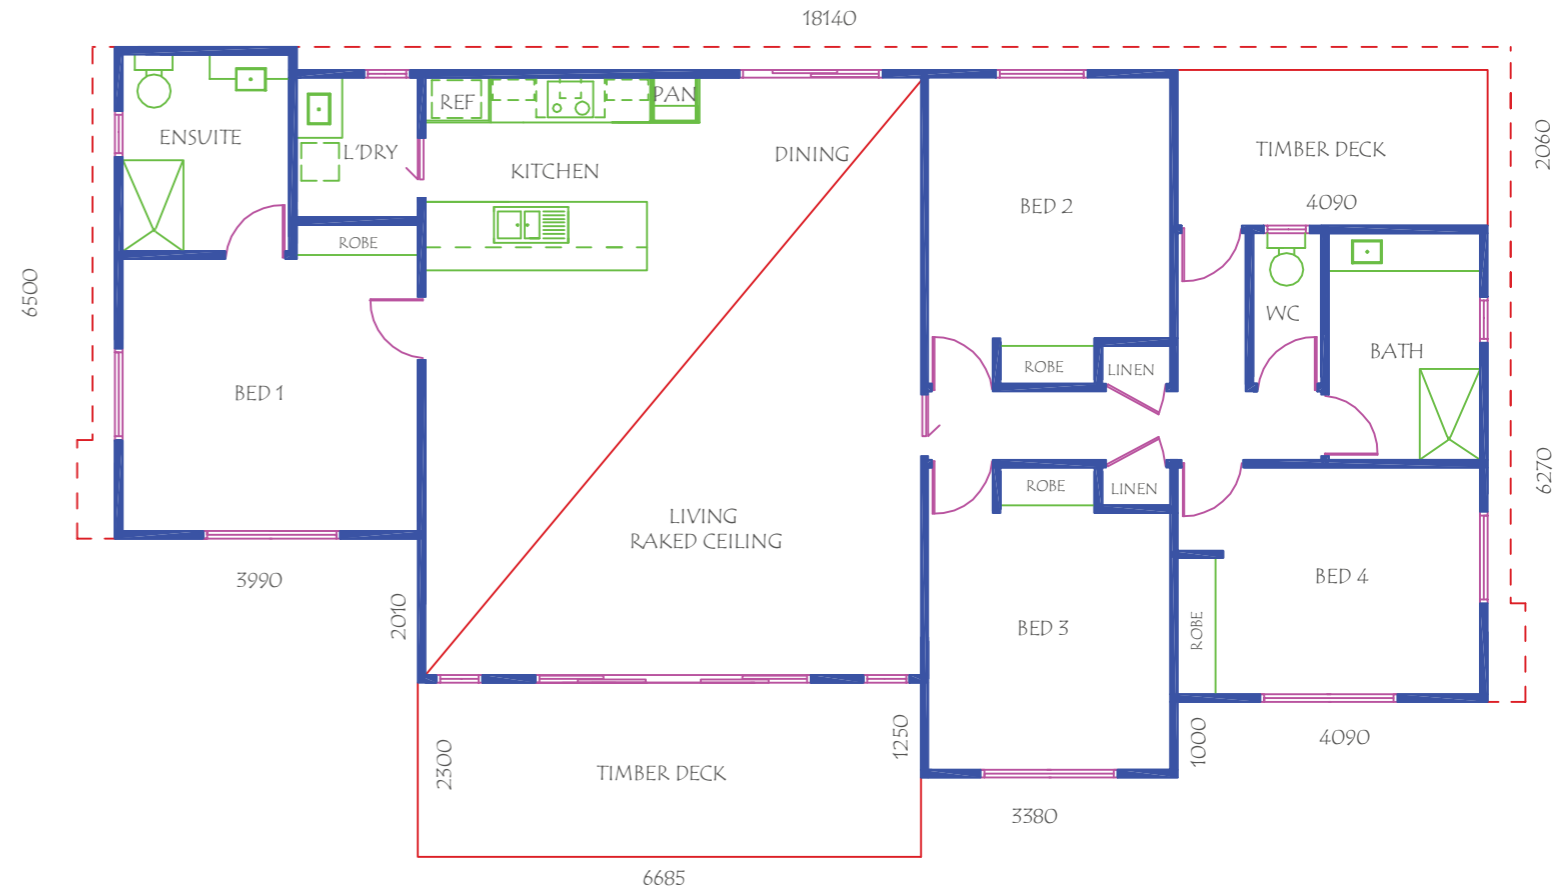 18140
ENSUITE
L'DRY
REF
PAN
KITCHEN
DINING
BED 2
TIMBER DECK
4090
2060
ROBE
6500
WC
BATH
BED 1
ROBE
LINEN
ROBE
LINEN
6270
LIVING
RAKED CEILING
3990
2010
BED 3
BED 4
ROBE
2300
TIMBER DECK
1250
1000
4090
3380
6685